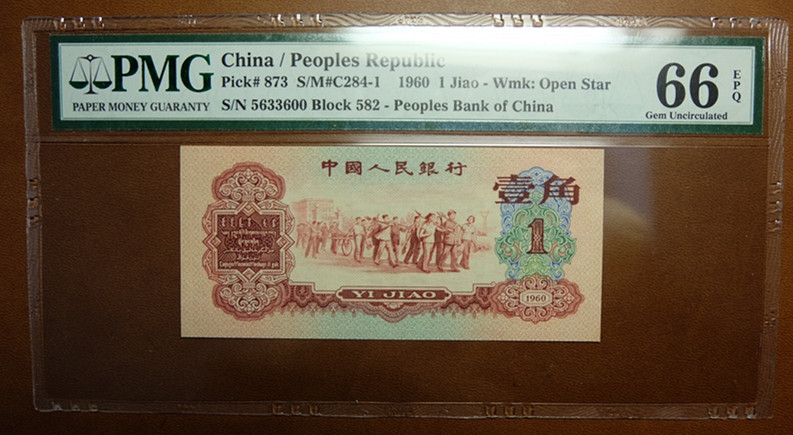 PMG
PAPER MONEY GUARANTY
China / Peoples Republic
Pick# 873 S/M#C284-1 1960 1 Jiao - Wmk: Open Star
S/N 5633600 Block 582 - Peoples Bank of China
66
EPQ
Gem Uncirculated
中國人民銀行
壹角
1
YI JIAO
1960